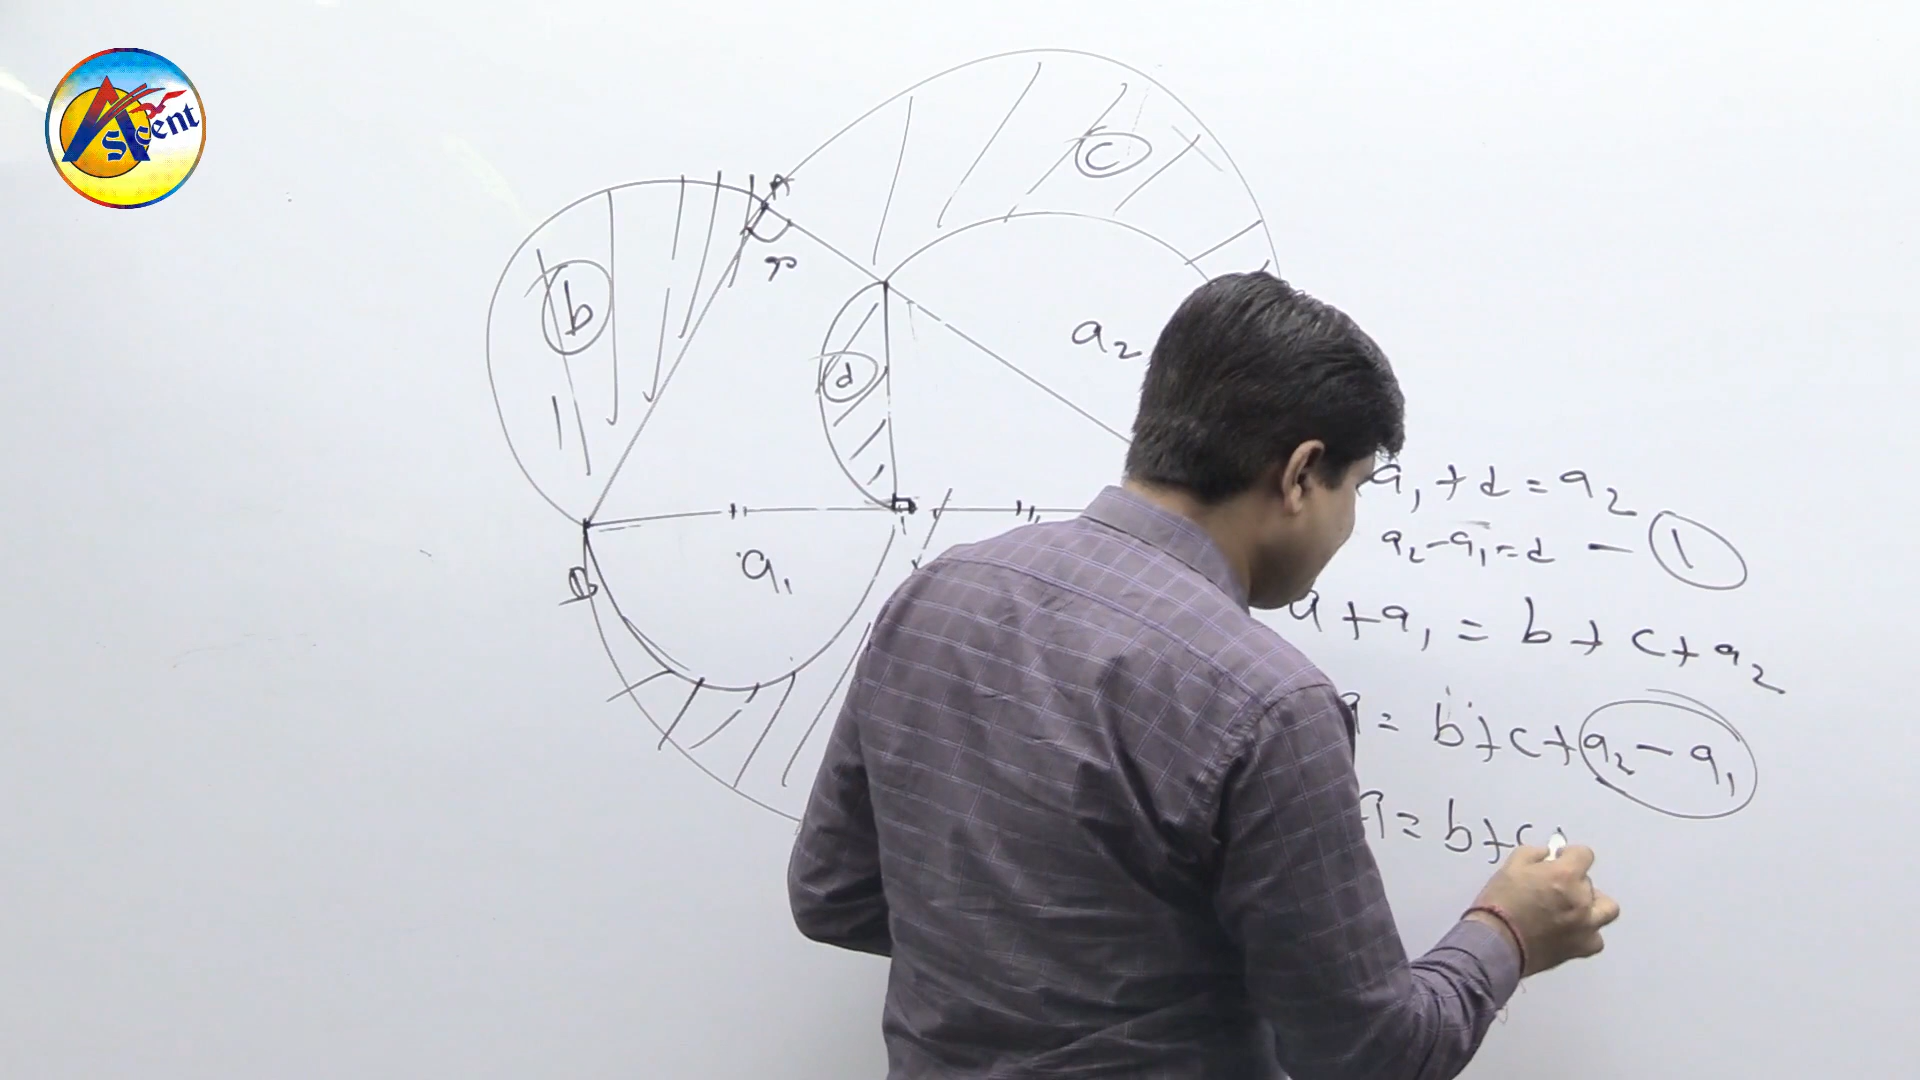 Ascent
A
c
b
d
a₂
a₁
B
a₁ + d = a₂
a₂ - a₁ = d — ①
a + a₁ = b + c + a₂
= b + c + a₂ - a₁
a = b + c